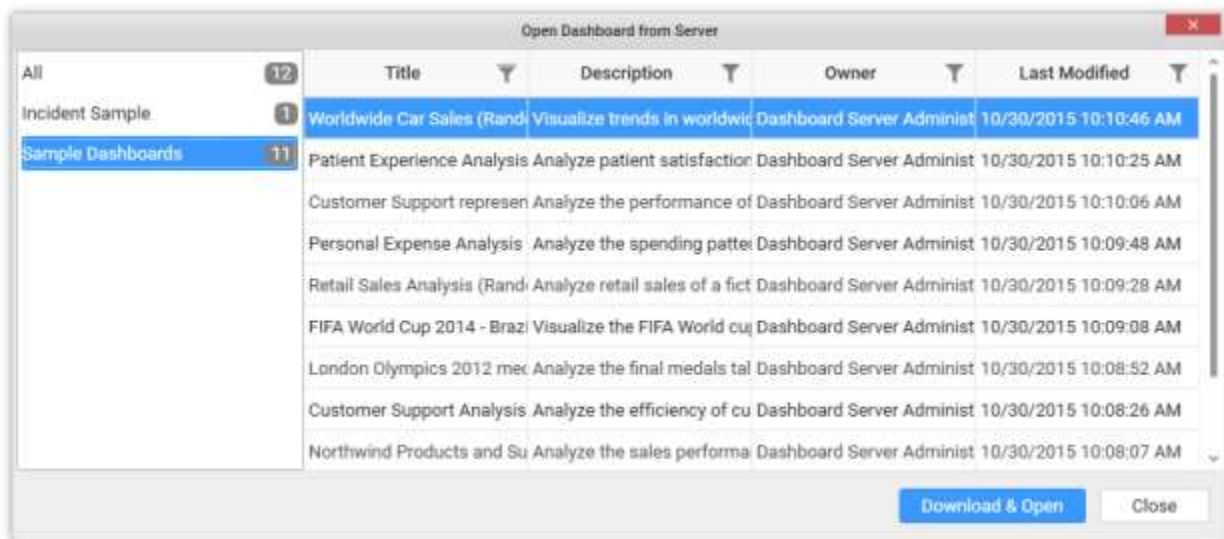 Open Dashboard from Server
All 12
Incident Sample 1
Sample Dashboards 11
Title Description Owner Last Modified
Worldwide Car Sales (Rand Visualize trends in worldwid Dashboard Server Administ 10/30/2015 10:10:46 AM
Patient Experience Analysis Analyze patient satisfaction Dashboard Server Administ 10/30/2015 10:10:25 AM
Customer Support represen Analyze the performance of Dashboard Server Administ 10/30/2015 10:10:06 AM
Personal Expense Analysis Analyze the spending patter Dashboard Server Administ 10/30/2015 10:09:48 AM
Retail Sales Analysis (Rand Analyze retail sales of a fict Dashboard Server Administ 10/30/2015 10:09:28 AM
FIFA World Cup 2014 - Brazi Visualize the FIFA World cup Dashboard Server Administ 10/30/2015 10:09:08 AM
London Olympics 2012 med Analyze the final medals tal Dashboard Server Administ 10/30/2015 10:08:52 AM
Customer Support Analysis Analyze the efficiency of cu Dashboard Server Administ 10/30/2015 10:08:26 AM
Northwind Products and Su Analyze the sales performa Dashboard Server Administ 10/30/2015 10:08:07 AM
Download & Open Close